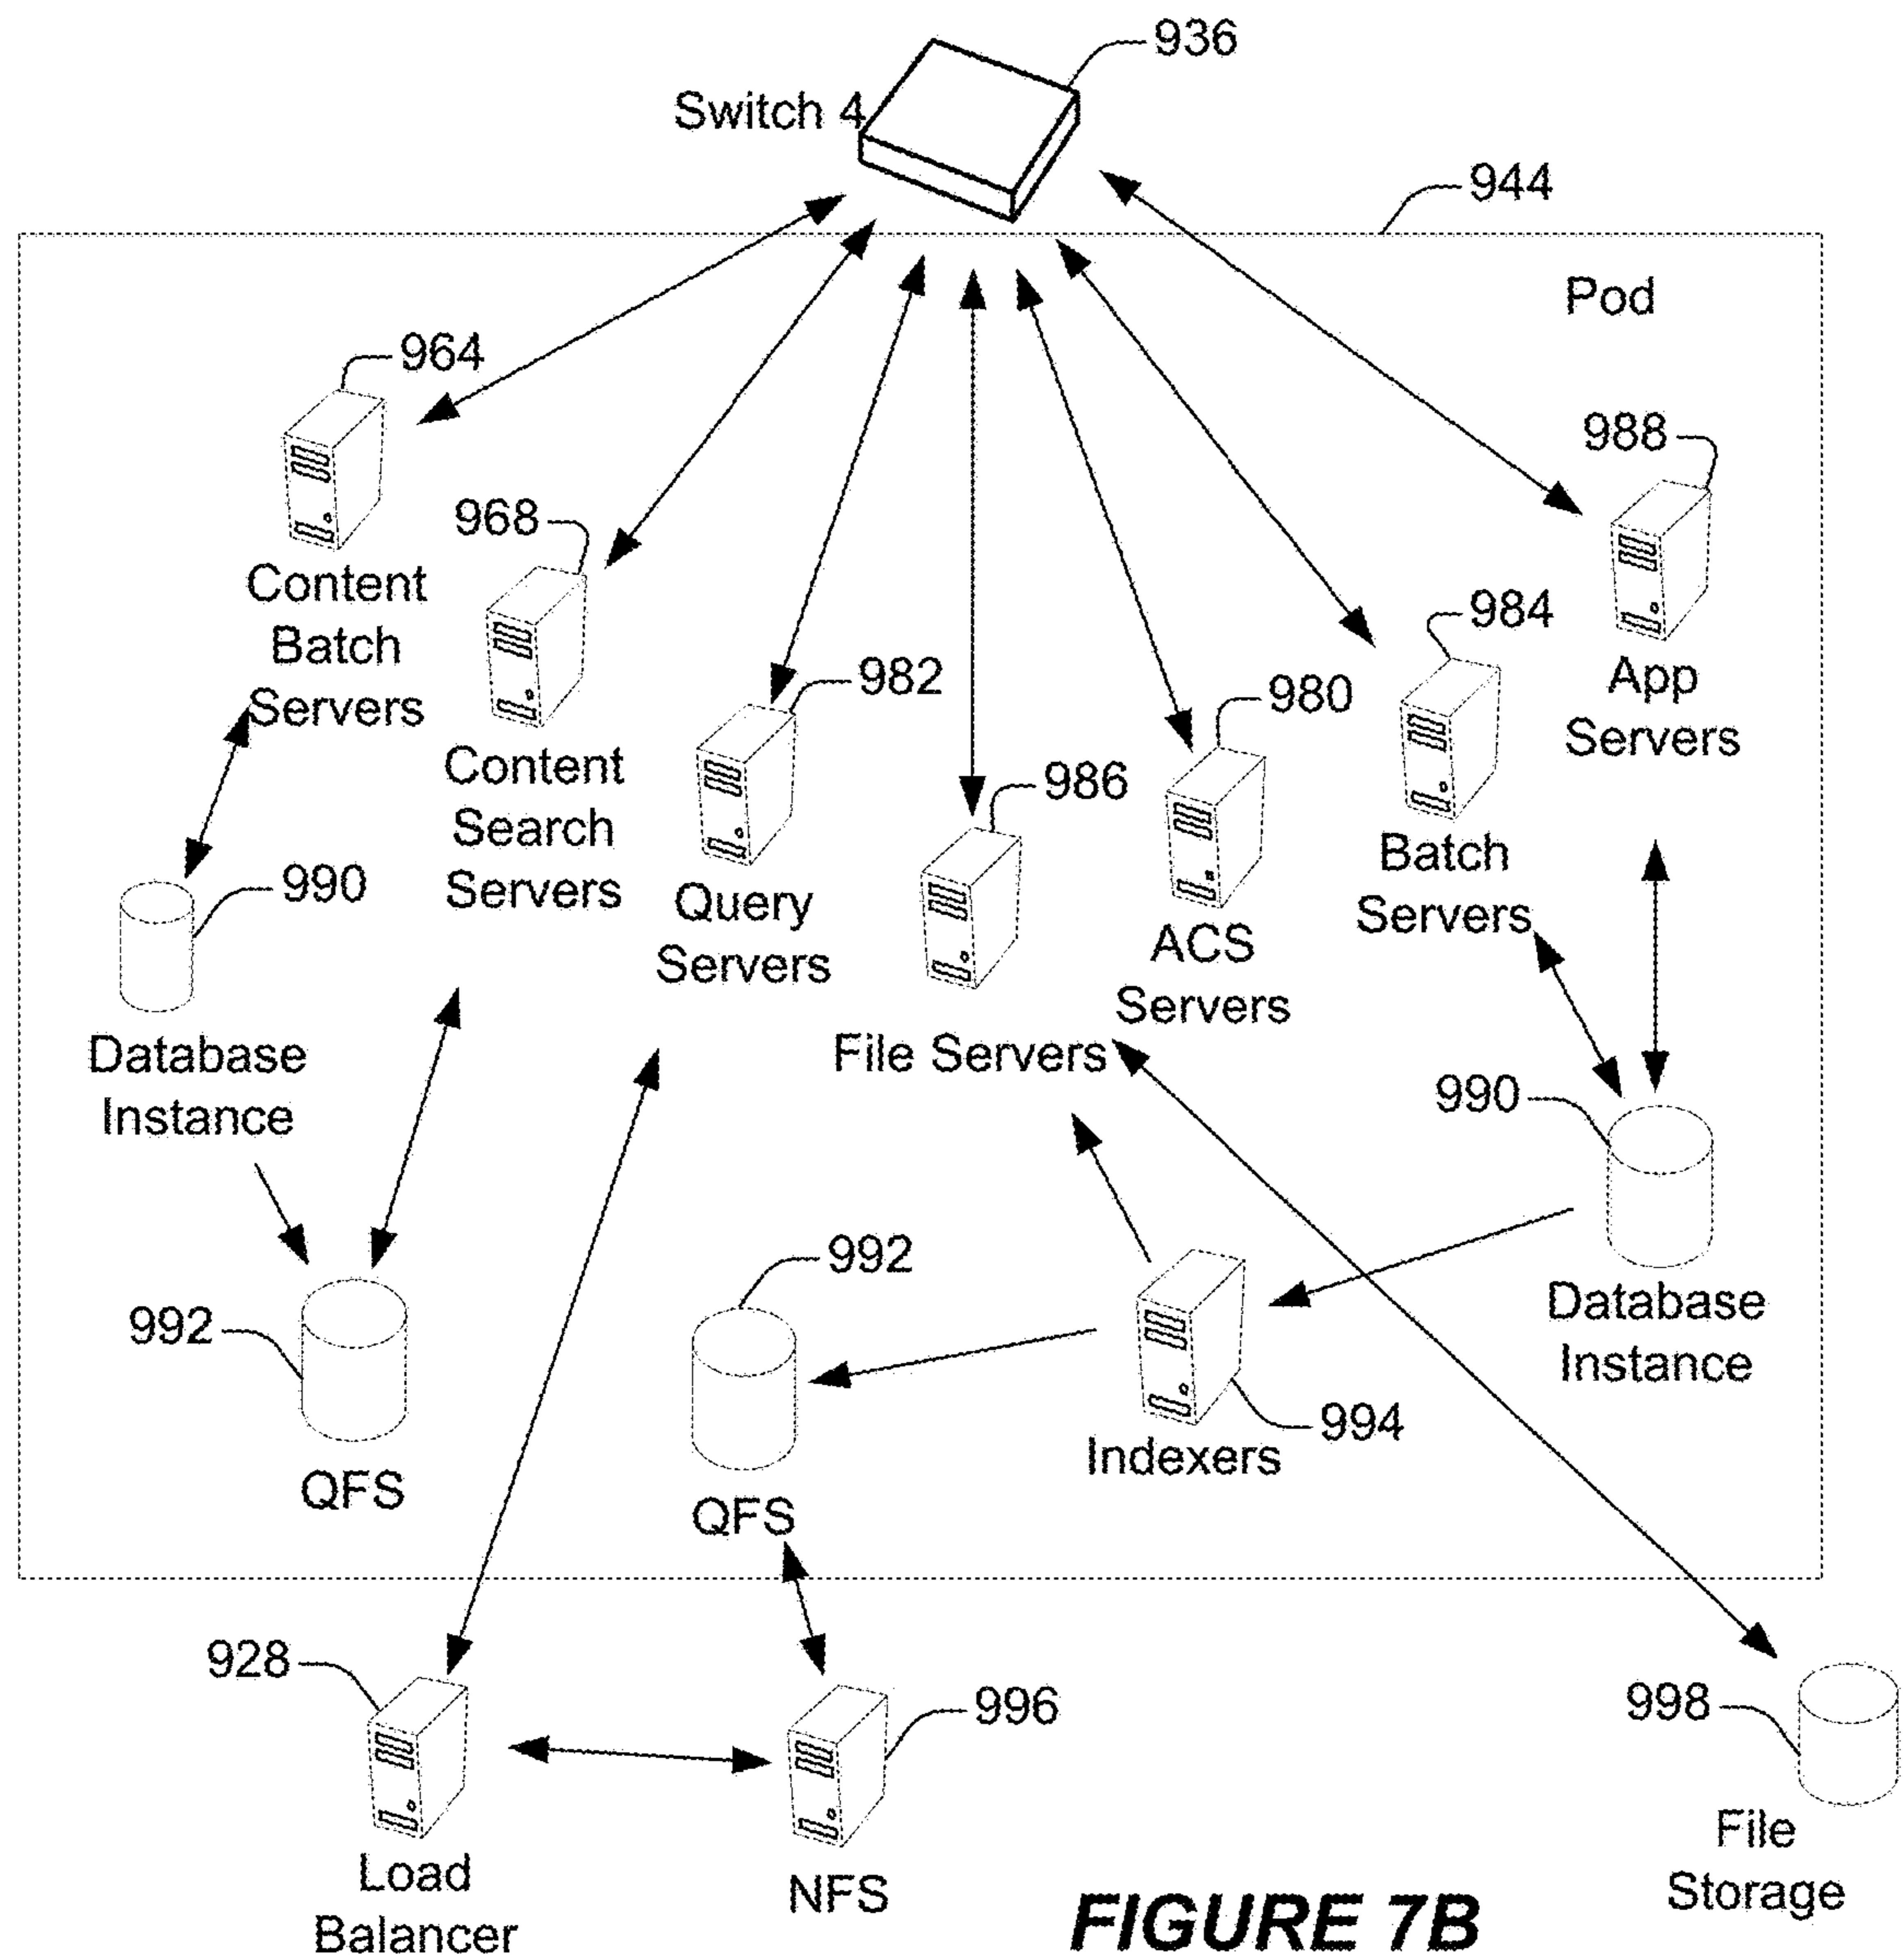 936
Switch 4
944
Pod
964
988
968
Content
Batch
Servers
984
982
980
App
Servers
Content
Search
Servers
986
Batch
Servers
990
Query
Servers
ACS
Servers
Database
Instance
File Servers
990
992
992
Database
Instance
994
Indexers
QFS
QFS
928
996
998
Load
Balancer
NFS
File
Storage
FIGURE 7B